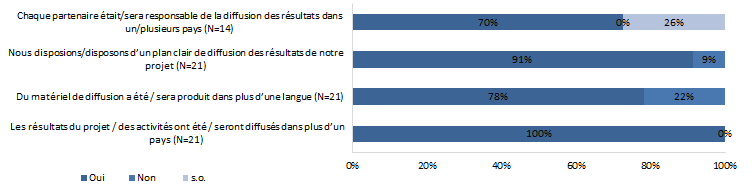 Chaque partenaire était/sera responsable de la diffusion des résultats dans
un/plusieurs pays (N=14)
70% 0% 26%
Nous disposions/disposons d'un plan clair de diffusion des résultats de notre
projet (N=21)
91% 9%
Du matériel de diffusion a été / sera produit dans plus d'une langue (N=21)
78% 22%
Les résultats du projet / des activités ont été / seront diffusés dans plus d'un
pays (N=21)
100% 0%
0% 20% 40% 60% 80% 100%
Oui Non s.o.